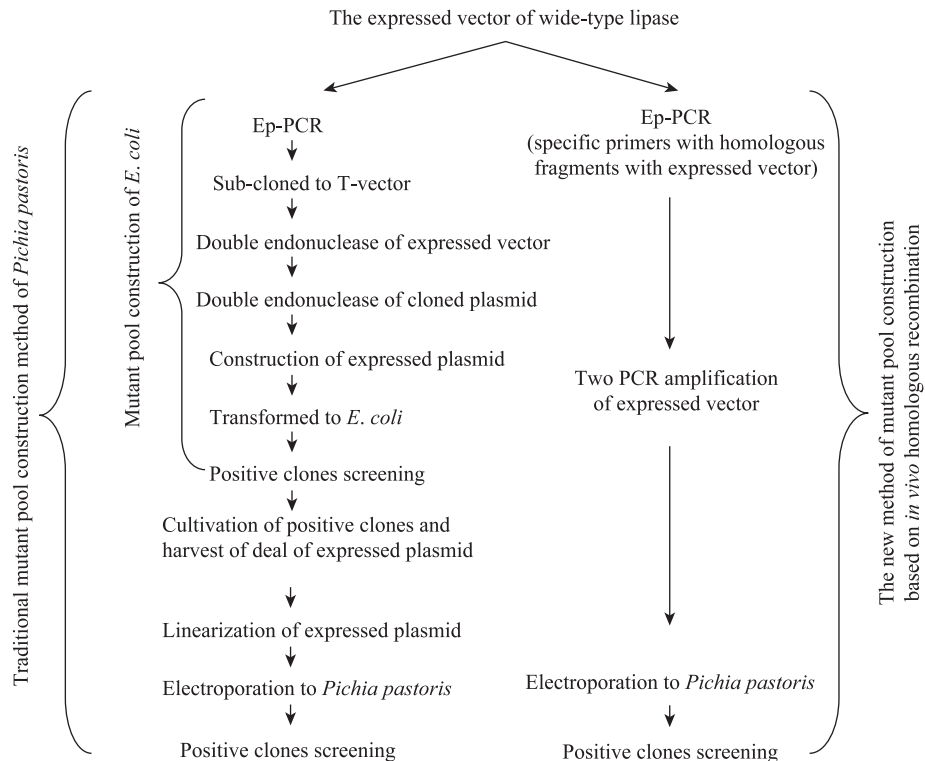 The expressed vector of wide-type lipase
Traditional mutant pool construction mcthod of Pichia pastoris
Mutant pool construction of E. coli
Ep-PCR
Sub-cloned to T-vector
Double endonuclease of expressed vector
Double endonuclease of cloned plasmid
Construction of expressed plasmid
Transformed to E. coli
Positive clones screening
Cultivation of positive clones and
harvest of deal of expressed plasmid
Linearization of expressed plasmid
Electroporation to Pichia pastoris
Positive clones screening
Ep-PCR
(specific primers with homologous
fragments with expressed vector)
Two PCR amplification
of expressed vector
Electroporation to Pichia pastoris
Positive clones screening
The new method of mutant pool construction
based on in vivo homologous recombination